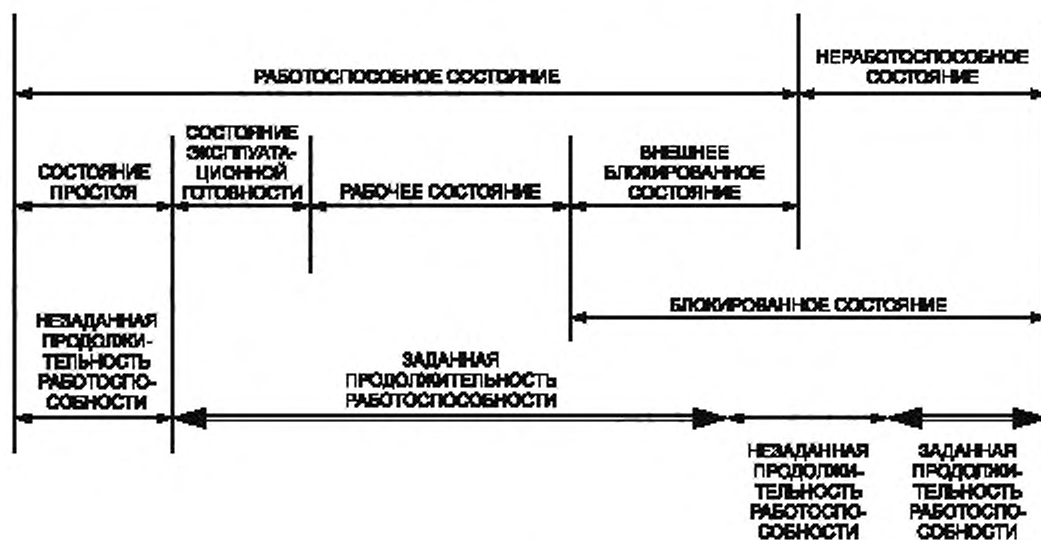 РАБОТОСПОСОБНОЕ СОСТОЯНИЕ
НЕРАБОТОСПОСОБНОЕ
СОСТОЯНИЕ
СОСТОЯНИЕ
ПРОСТОЯ
СОСТОЯНИЕ
ЭКСПЛУАТА-
ЦИОННОЙ
ГОТОВНОСТИ
РАБОЧЕЕ СОСТОЯНИЕ
ВНЕШНЕЕ
БЛОКИРОВАННОЕ
СОСТОЯНИЕ
БЛОКИРОВАННОЕ СОСТОЯНИЕ
НЕЗАДАННАЯ
ПРОДОЛЖИ-
ТЕЛЬНОСТЬ
РАБОТОСПО-
СОБНОСТИ
ЗАДАННАЯ
ПРОДОЛЖИТЕЛЬНОСТЬ
РАБОТОСПОСОБНОСТИ
НЕЗАДАННАЯ
ПРОДОЛЖИ-
ТЕЛЬНОСТЬ
РАБОТОСПО-
СОБНОСТИ
ЗАДАННАЯ
ПРОДОЛЖИ-
ТЕЛЬНОСТЬ
РАБОТОСПО-
СОБНОСТИ